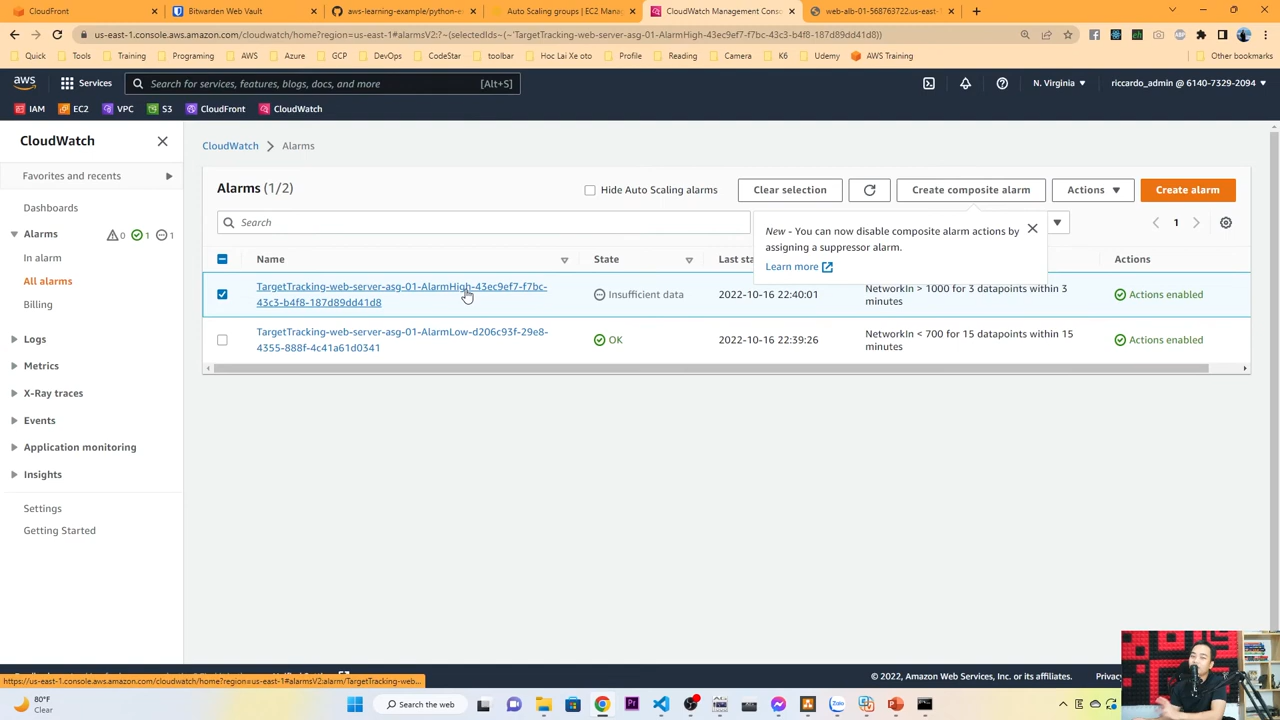 CloudFront
Bitwarden Web Vault
aws-learning-example/python-e
Auto Scaling groups | EC2 Manag
CloudWatch Management Conso
web-alb-01-568763722.us-east-1
us-east-1.console.aws.amazon.com/cloudwatch/home?region=us-east-1#alarmsV2:?~(selectedIds~(~'TargetTracking-web-server-asg-01-AlarmHigh-43ec9ef7-f7bc-43c3-b4f8-187d89dd41d8))
Quick
Tools
Training
Programing
AWS
Azure
GCP
DevOps
CodeStar
toolbar
Hoc Lai Xe oto
Profile
Reading
Camera
K6
Udemy
AWS Training
Other bookmarks
aws
Services
Search for services, features, blogs, docs, and more
[Alt+S]
N. Virginia
riccardo_admin @ 6140-7329-2094
IAM
EC2
VPC
S3
CloudFront
CloudWatch
CloudWatch
Favorites and recents
Dashboards
Alarms
0
1
1
In alarm
All alarms
Billing
Logs
Metrics
X-Ray traces
Events
Application monitoring
Insights
Settings
Getting Started
CloudWatch
Alarms
Alarms (1/2)
Hide Auto Scaling alarms
Clear selection
Create composite alarm
Actions
Create alarm
Search
1
New - You can now disable composite alarm actions by
assigning a suppressor alarm.
Learn more
Name
State
Last sta
Actions
TargetTracking-web-server-asg-01-AlarmHigh-43ec9ef7-f7bc-
43c3-b4f8-187d89dd41d8
Insufficient data
2022-10-16 22:40:01
NetworkIn > 1000 for 3 datapoints within 3
minutes
Actions enabled
TargetTracking-web-server-asg-01-AlarmLow-d206c93f-29e8-
4355-888f-4c41a61d0341
OK
2022-10-16 22:39:26
NetworkIn < 700 for 15 datapoints within 15
minutes
Actions enabled
© 2022, Amazon Web Services, Inc. or its affiliates.
Privac
https://us-east-1.console.aws.amazon.com/cloudwatch/home?region=us-east-1#alarmsV2:alarm/TargetTracking-web...
80°F
Clear
Search the web